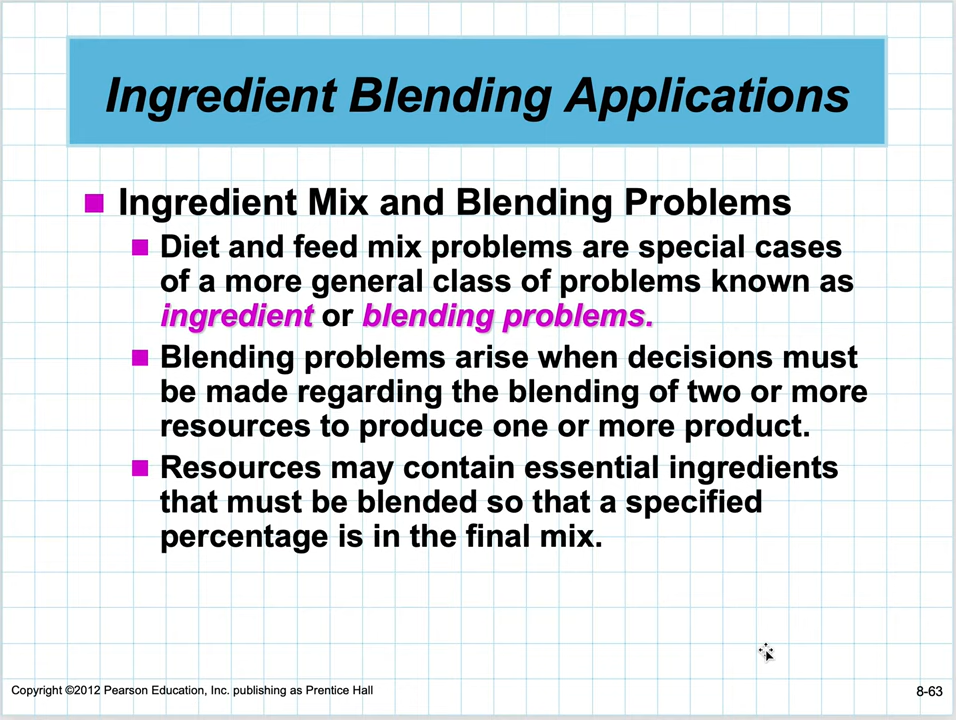 Ingredient Blending Applications
Ingredient Mix and Blending Problems
Diet and feed mix problems are special cases
of a more general class of problems known as
ingredient or blending problems.
Blending problems arise when decisions must
be made regarding the blending of two or more
resources to produce one or more product.
Resources may contain essential ingredients
that must be blended so that a specified
percentage is in the final mix.
Copyright ©2012 Pearson Education, Inc. publishing as Prentice Hall
8-63